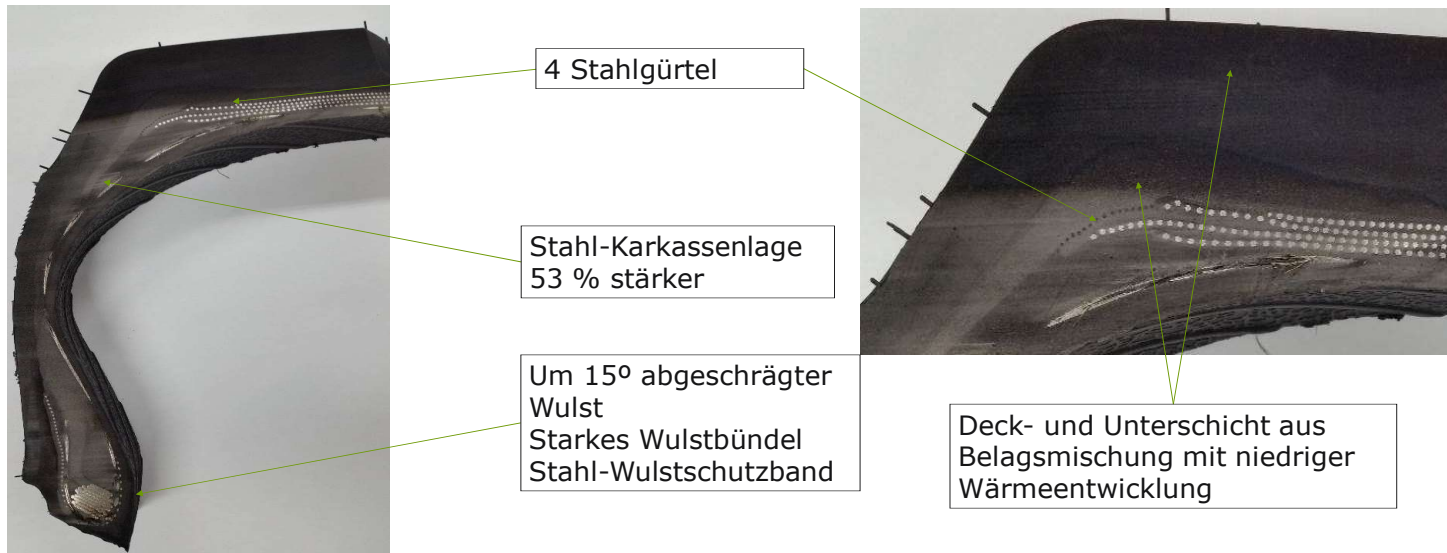 4 Stahlgürtel
Stahl-Karkassenlage
53 % stärker
Um 15º abgeschrägter
Wulst
Starkes Wulstbündel
Stahl-Wulstschutzband
Deck- und Unterschicht aus
Belagsmischung mit niedriger
Wärmeentwicklung